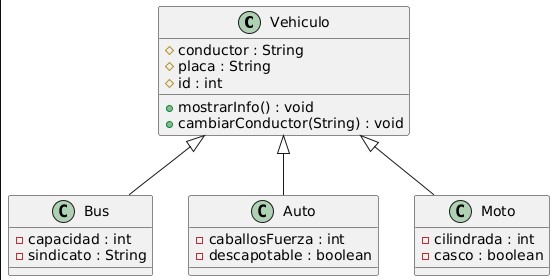 C Vehiculo
conductor : String
placa : String
id : int
mostrarInfo() : void
cambiarConductor(String) : void
C Bus
capacidad : int
sindicato : String
C Auto
caballosFuerza : int
descapotable : boolean
C Moto
cilindrada : int
casco : boolean